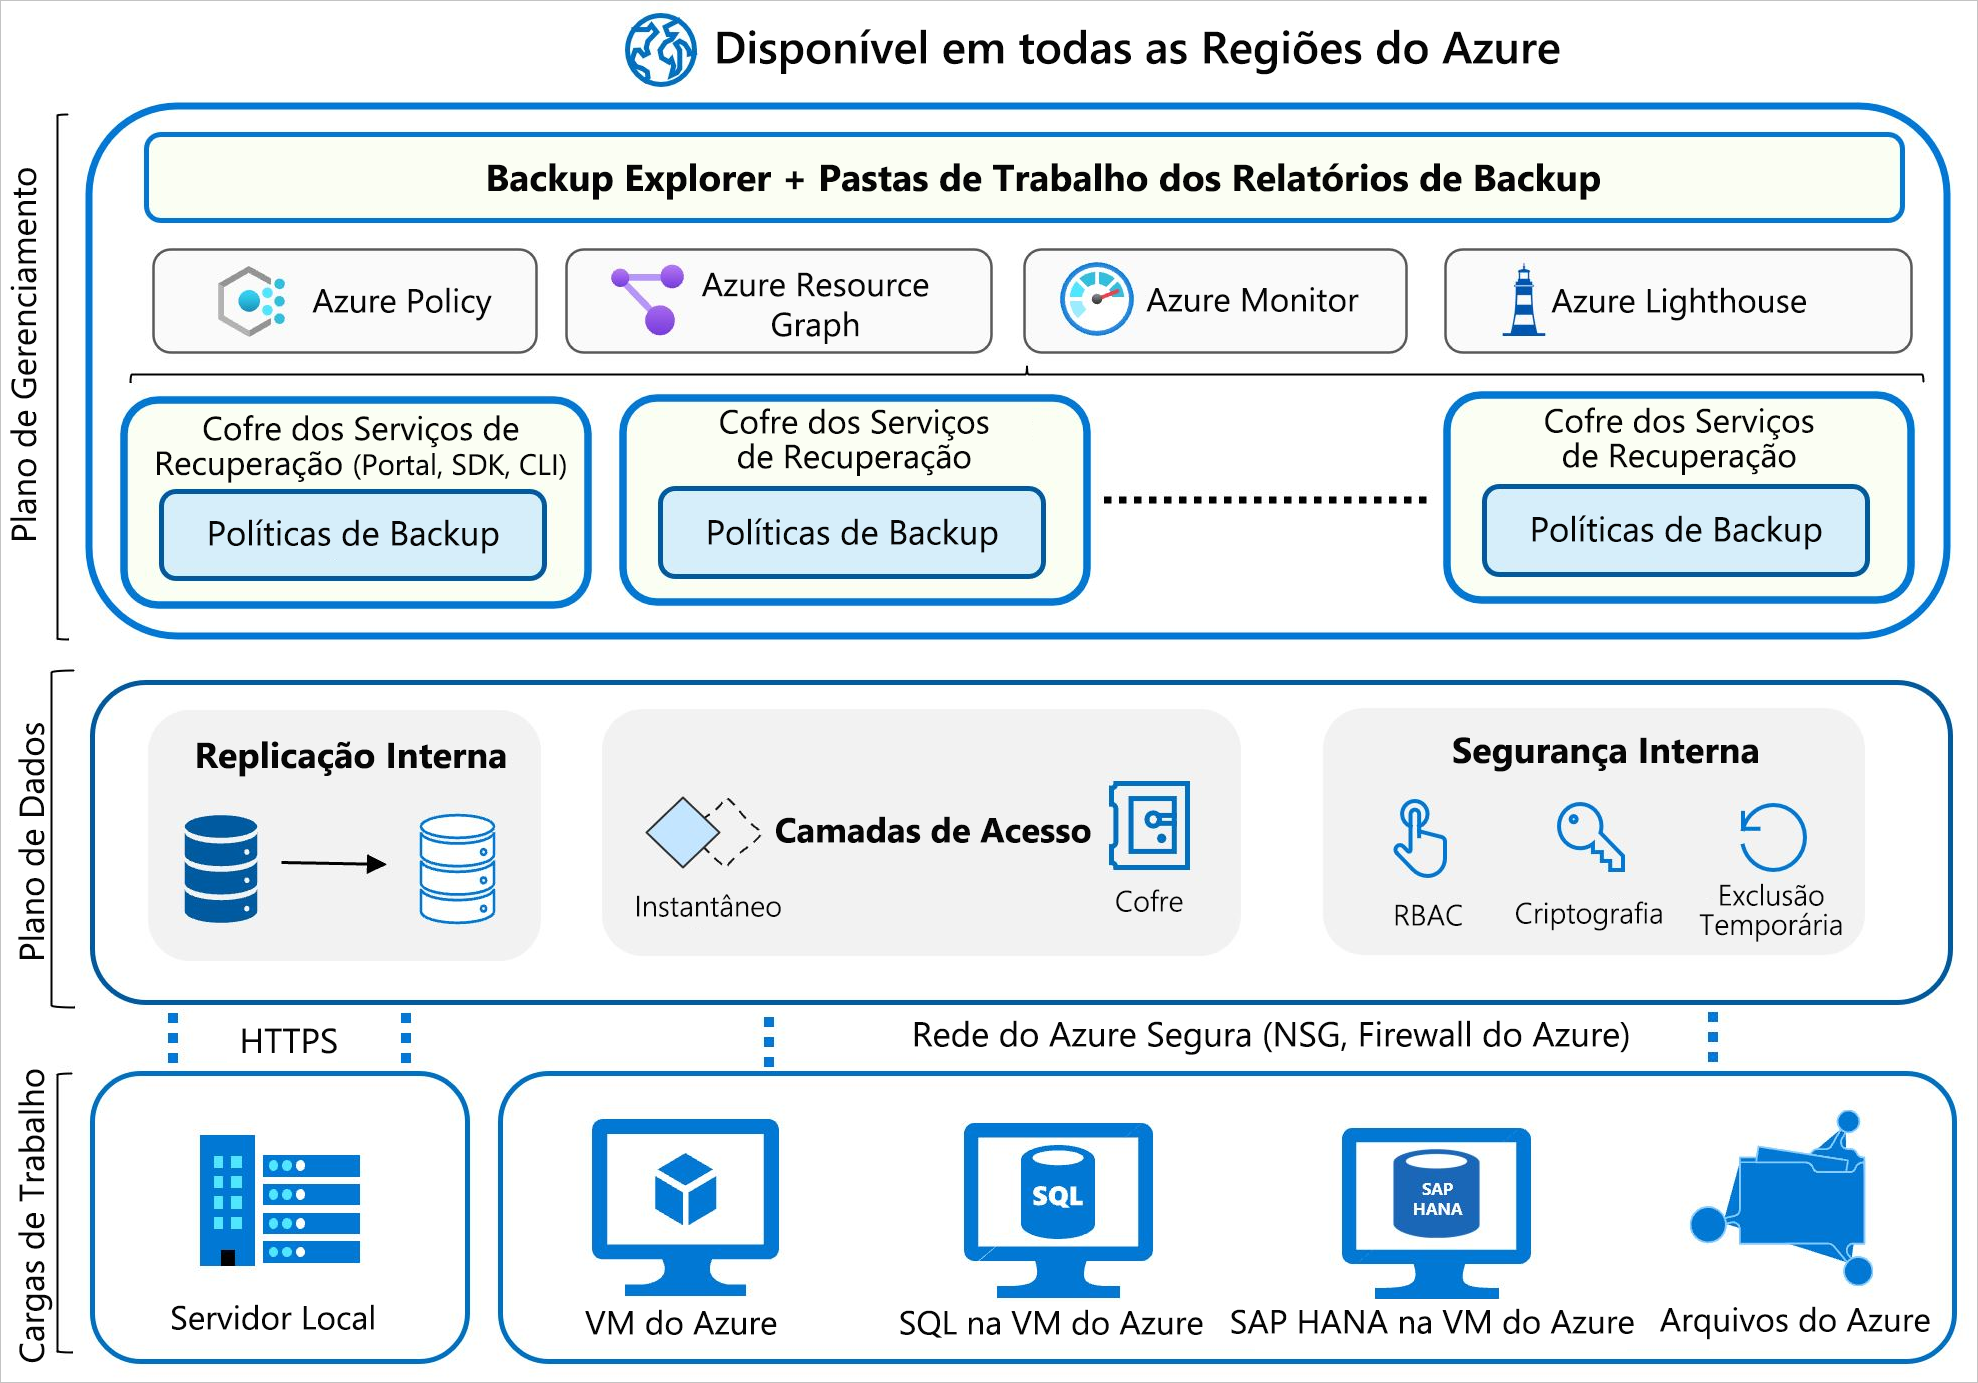 Disponível em todas as Regiões do Azure
Plano de Gerenciamento
Backup Explorer + Pastas de Trabalho dos Relatórios de Backup
Azure Policy
Azure Resource
Graph
Azure Monitor
Azure Lighthouse
Cofre dos Serviços de
Recuperação (Portal, SDK, CLI)
Políticas de Backup
Cofre dos Serviços
de Recuperação
Políticas de Backup
Cofre dos Serviços
de Recuperação
Políticas de Backup
Plano de Dados
Replicação Interna
Camadas de Acesso
Instantâneo
Cofre
Segurança Interna
RBAC
Criptografia
Exclusão
Temporária
HTTPS
Rede do Azure Segura (NSG, Firewall do Azure)
Cargas de Trabalho
Servidor Local
VM do Azure
SQL
SQL na VM do Azure
SAP
HANA
SAP HANA na VM do Azure
Arquivos do Azure